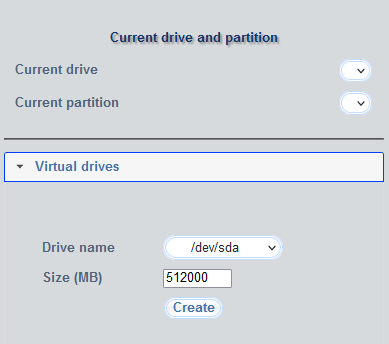 Current drive and partition
Current drive
Current partition
Virtual drives
Drive name /dev/sda
Size (MB) 512000
Create